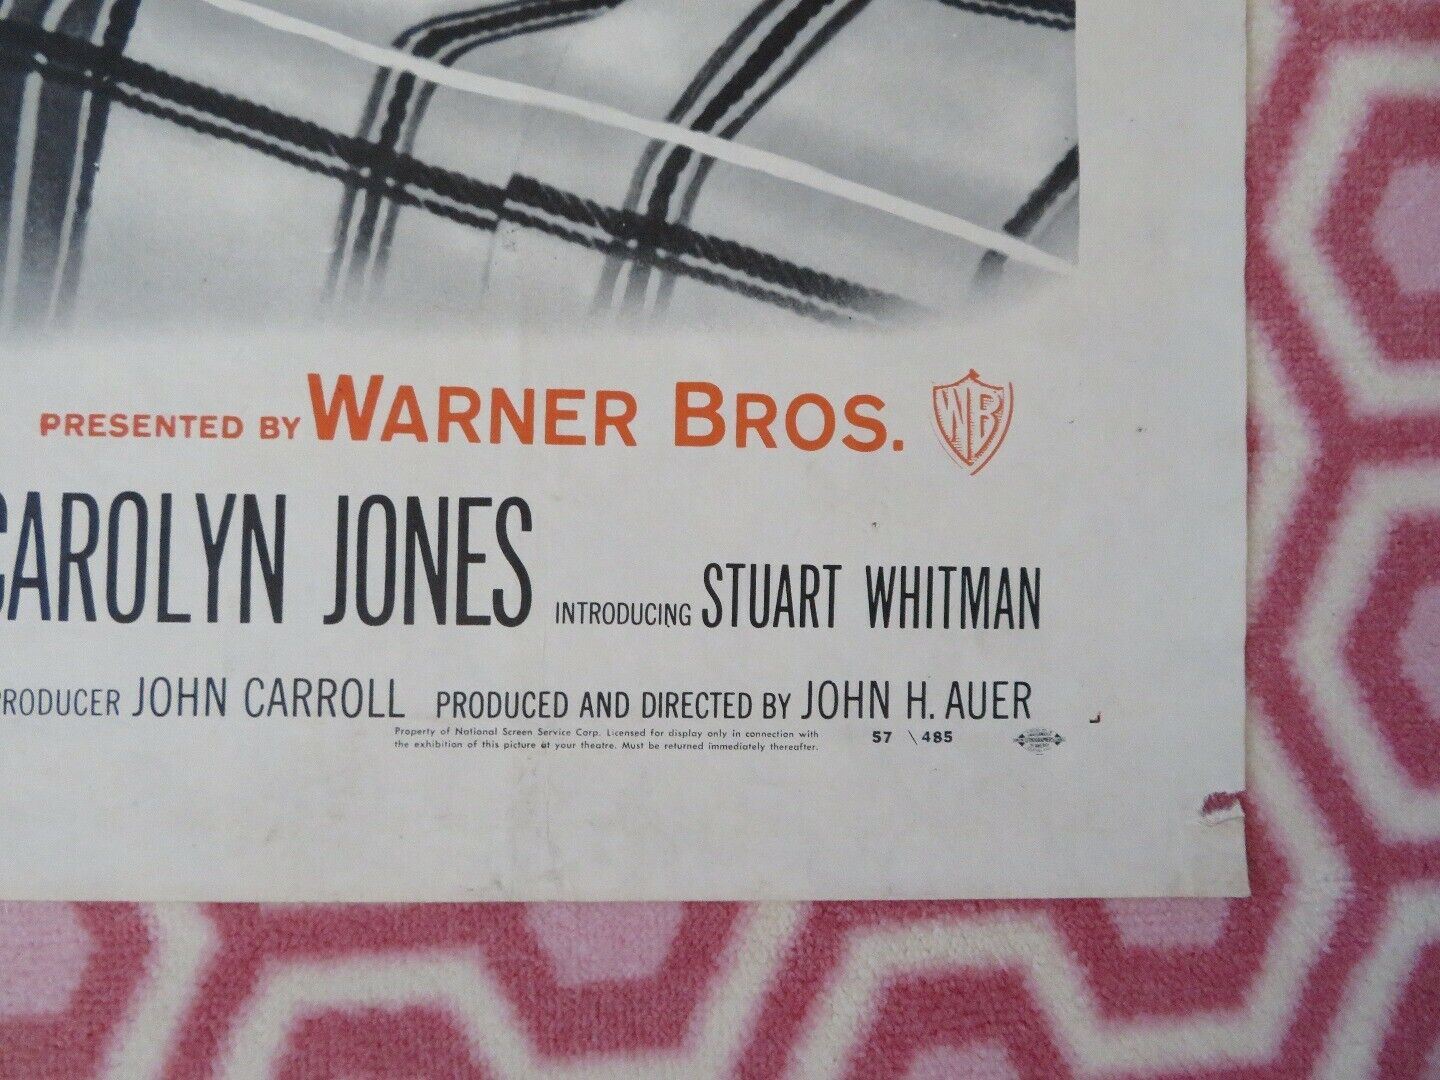 PRESENTED BY WARNER BROS. WB
CAROLYN JONES INTRODUCING STUART WHITMAN
PRODUCER JOHN CARROLL PRODUCED AND DIRECTED BY JOHN H. AUER
Property of National Screen Service Corp. Licensed for display only in connection with
the exhibition of this picture at your theatre. Must be returned immediately thereafter.
57 \ 485